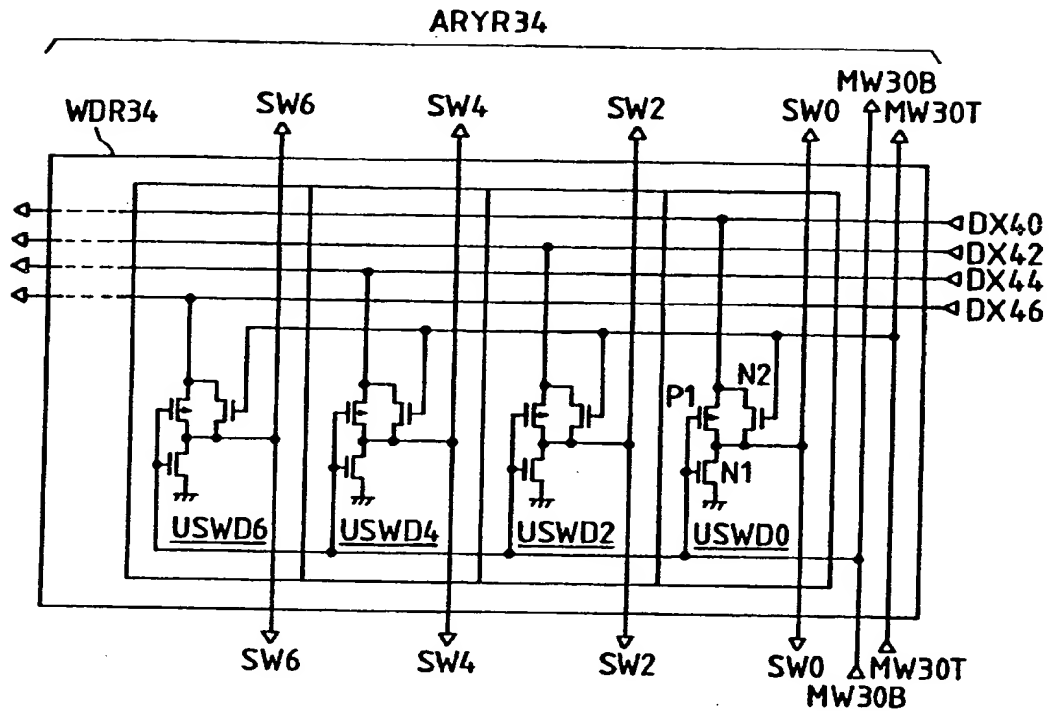 ARYR34
WDR34
SW6
SW4
SW2
SW0
MW30B
MW30T
DX40
DX42
DX44
DX46
P1
N2
N1
USWD6
USWD4
USWD2
USWD0
SW6
SW4
SW2
SW0
MW30T
MW30B